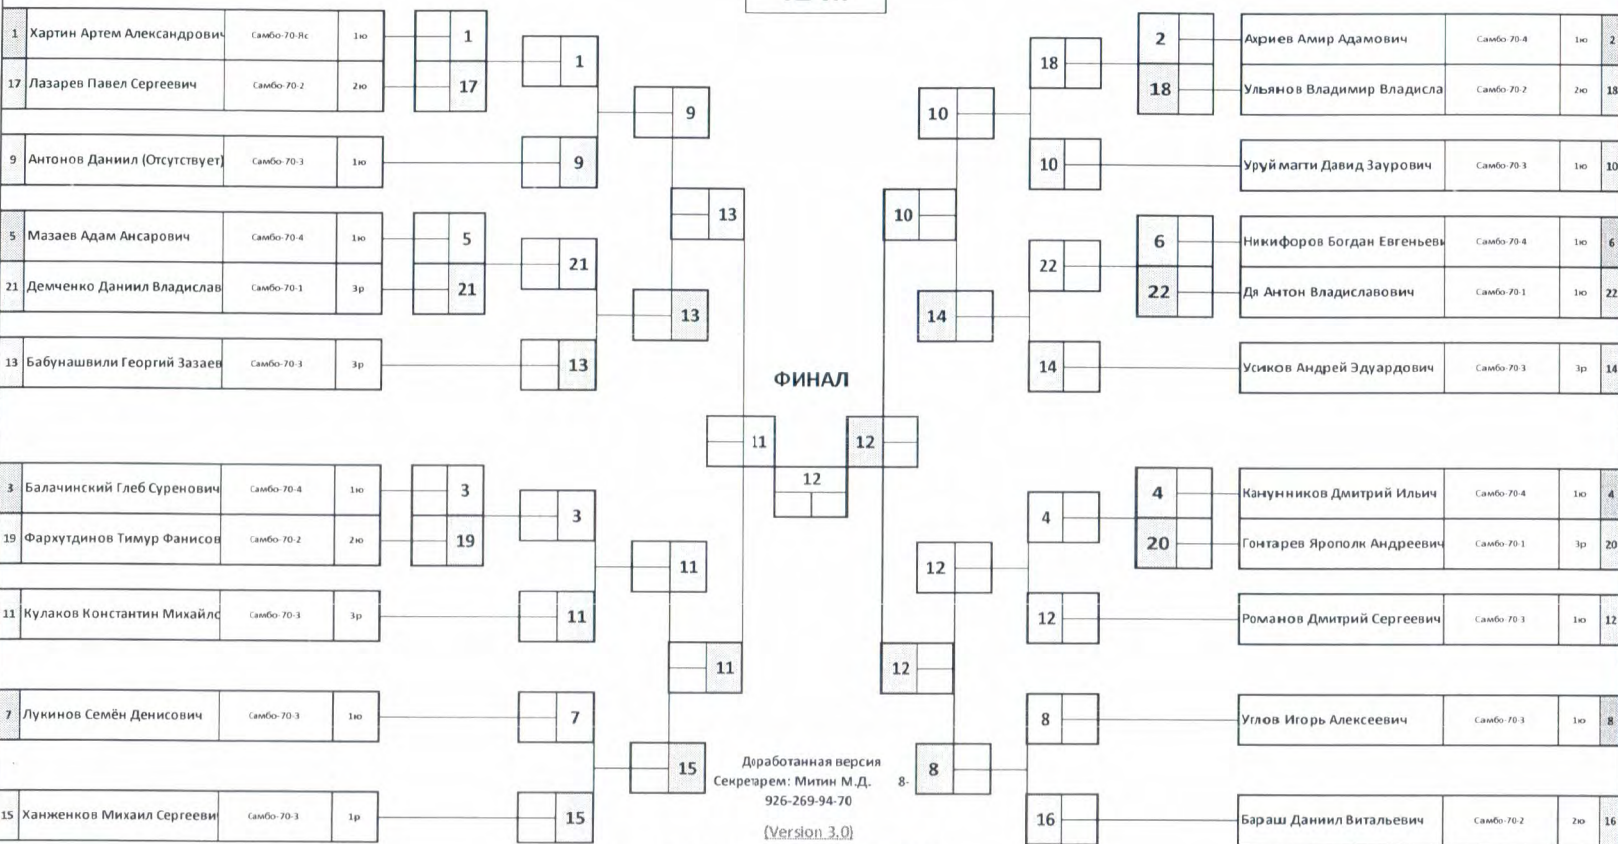 1 Хартин Артем Александрович Самбо-70-Яс 1ю
17 Лазарев Павел Сергеевич Самбо-70-2 2ю
9 Антонов Даниил (Отсутствует) Самбо-70-3 1ю
5 Мазаев Адам Ансарович Самбо-70-4 1ю
21 Демченко Даниил Владислав Самбо-70-1 3р
13 Бабунашвили Георгий Зазаев Самбо-70-3 3р
3 Балачинский Глеб Суренович Самбо-70-4 1ю
19 Фархутдинов Тимур Фанисов Самбо-70-2 2ю
11 Кулаков Константин Михайло Самбо-70-3 3р
7 Лукинов Семён Денисович Самбо-70-3 1ю
15 Ханженков Михаил Сергееви Самбо-70-3 1р
1
17
5
21
3
19
1
9
21
13
3
11
7
15
9
13
11
15
13
11
11
ФИНАЛ
12
12
10
12
10
14
12
8
18
10
22
14
4
12
8
16
2
18
6
22
4
20
Ахриев Амир Адамович Самбо-70-4 1ю 2
Ульянов Владимир Владисла Самбо-70-2 2ю 18
Уруймагти Давид Заурович Самбо-70-3 1ю 10
Никифоров Богдан Евгеньеви Самбо-70-4 1ю 6
Дя Антон Владиславович Самбо-70-1 1ю 22
Усиков Андрей Эдуардович Самбо-70-3 3р 14
Канунников Дмитрий Ильич Самбо-70-4 1ю 4
Гонтарев Ярополк Андреевич Самбо-70-1 3р 20
Романов Дмитрий Сергеевич Самбо 70 3 1ю 12
Углов Игорь Алексеевич Самбо-70-3 1ю 8
Бараш Даниил Витальевич Самбо-70-2 2ю 16
Доработанная версия
Секретарем: Митин М.Д. 8-
926-269-94-70
(Version 3.0)